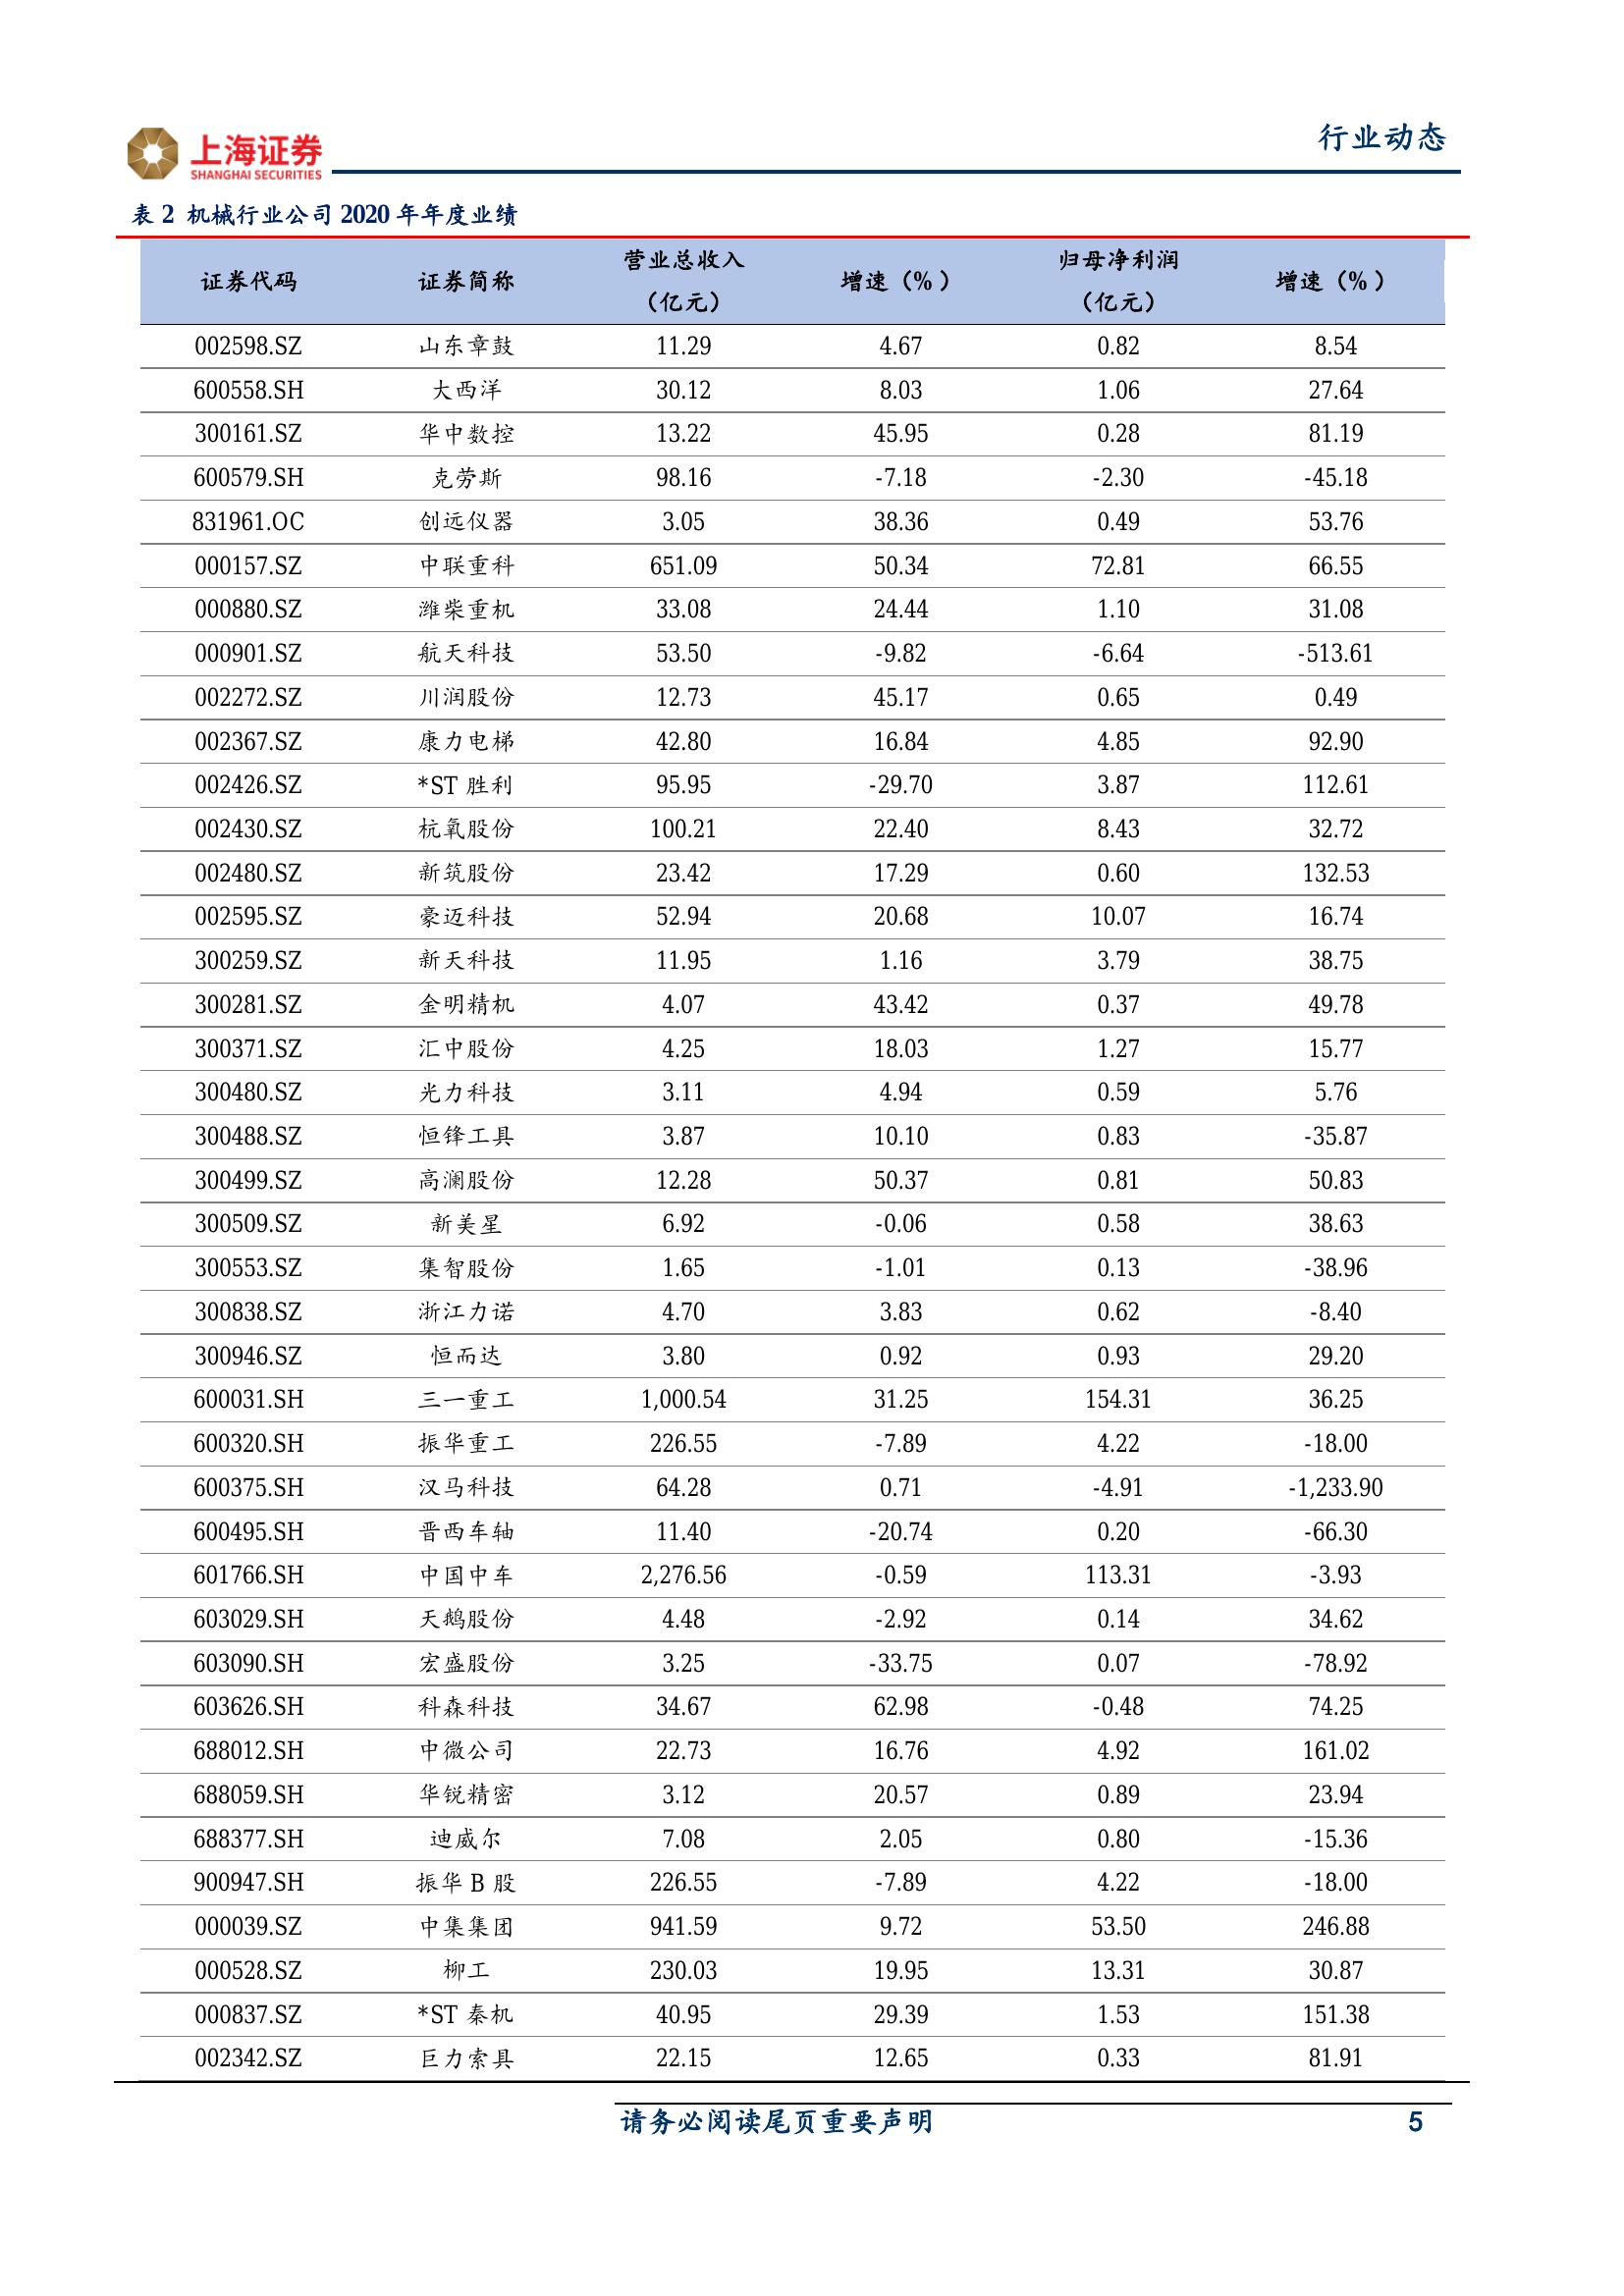 行业动态
上海证券
SHANGHAI SECURITIES
表 2 机械行业公司 2020 年年度业绩
证券代码 证券简称 营业总收入（亿元） 增速（%） 归母净利润（亿元） 增速（%）
002598.SZ 山东章鼓 11.29 4.67 0.82 8.54
600558.SH 大西洋 30.12 8.03 1.06 27.64
300161.SZ 华中数控 13.22 45.95 0.28 81.19
600579.SH 克劳斯 98.16 -7.18 -2.30 -45.18
831961.OC 创远仪器 3.05 38.36 0.49 53.76
000157.SZ 中联重科 651.09 50.34 72.81 66.55
000880.SZ 潍柴重机 33.08 24.44 1.10 31.08
000901.SZ 航天科技 53.50 -9.82 -6.64 -513.61
002272.SZ 川润股份 12.73 45.17 0.65 0.49
002367.SZ 康力电梯 42.80 16.84 4.85 92.90
002426.SZ *ST 胜利 95.95 -29.70 3.87 112.61
002430.SZ 杭氧股份 100.21 22.40 8.43 32.72
002480.SZ 新筑股份 23.42 17.29 0.60 132.53
002595.SZ 豪迈科技 52.94 20.68 10.07 16.74
300259.SZ 新天科技 11.95 1.16 3.79 38.75
300281.SZ 金明精机 4.07 43.42 0.37 49.78
300371.SZ 汇中股份 4.25 18.03 1.27 15.77
300480.SZ 光力科技 3.11 4.94 0.59 5.76
300488.SZ 恒锋工具 3.87 10.10 0.83 -35.87
300499.SZ 高澜股份 12.28 50.37 0.81 50.83
300509.SZ 新美星 6.92 -0.06 0.58 38.63
300553.SZ 集智股份 1.65 -1.01 0.13 -38.96
300838.SZ 浙江力诺 4.70 3.83 0.62 -8.40
300946.SZ 恒而达 3.80 0.92 0.93 29.20
600031.SH 三一重工 1,000.54 31.25 154.31 36.25
600320.SH 振华重工 226.55 -7.89 4.22 -18.00
600375.SH 汉马科技 64.28 0.71 -4.91 -1,233.90
600495.SH 晋西车轴 11.40 -20.74 0.20 -66.30
601766.SH 中国中车 2,276.56 -0.59 113.31 -3.93
603029.SH 天鹅股份 4.48 -2.92 0.14 34.62
603090.SH 宏盛股份 3.25 -33.75 0.07 -78.92
603626.SH 科森科技 34.67 62.98 -0.48 74.25
688012.SH 中微公司 22.73 16.76 4.92 161.02
688059.SH 华锐精密 3.12 20.57 0.89 23.94
688377.SH 迪威尔 7.08 2.05 0.80 -15.36
900947.SH 振华 B 股 226.55 -7.89 4.22 -18.00
000039.SZ 中集集团 941.59 9.72 53.50 246.88
000528.SZ 柳工 230.03 19.95 13.31 30.87
000837.SZ *ST 秦机 40.95 29.39 1.53 151.38
002342.SZ 巨力索具 22.15 12.65 0.33 81.91
请务必阅读尾页重要声明 5